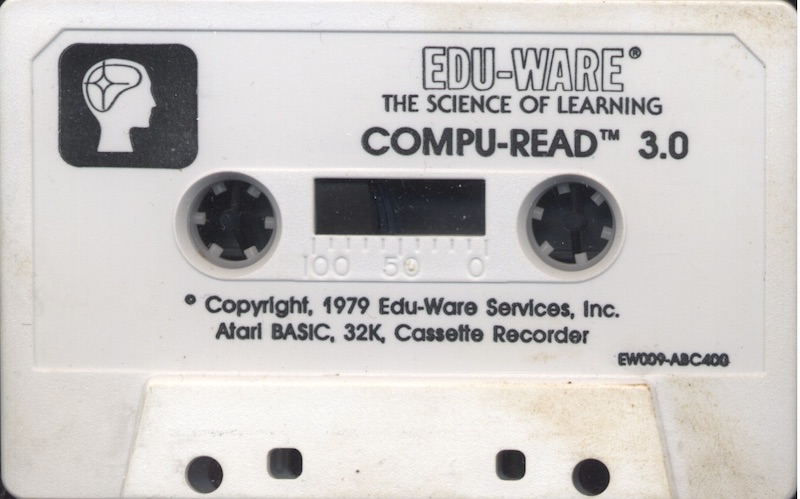 EDU-WARE®
THE SCIENCE OF LEARNING
COMPU-READ™ 3.0
100 50 0
© Copyright, 1979 Edu-Ware Services, Inc.
Atari BASIC, 32K, Cassette Recorder
EW009-ABC400